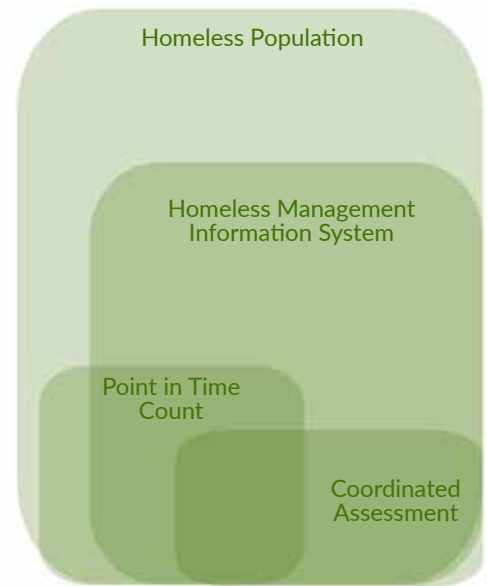 Homeless Population
Homeless Management
Information System
Point in Time
Count
Coordinated
Assessment